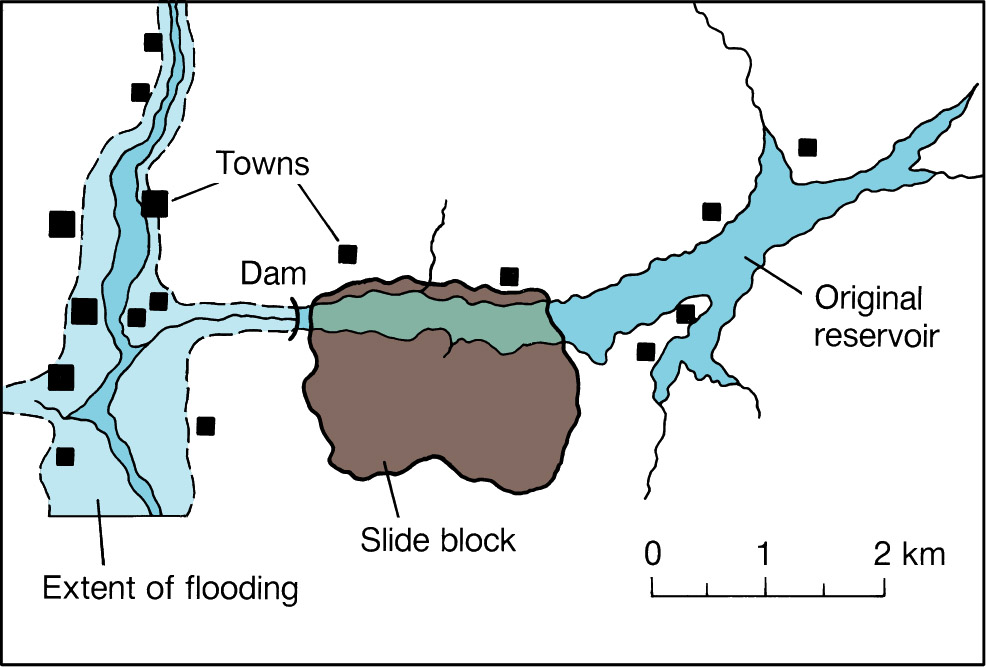 Towns
Dam
Original
reservoir
Slide block
0 1 2 km
Extent of flooding